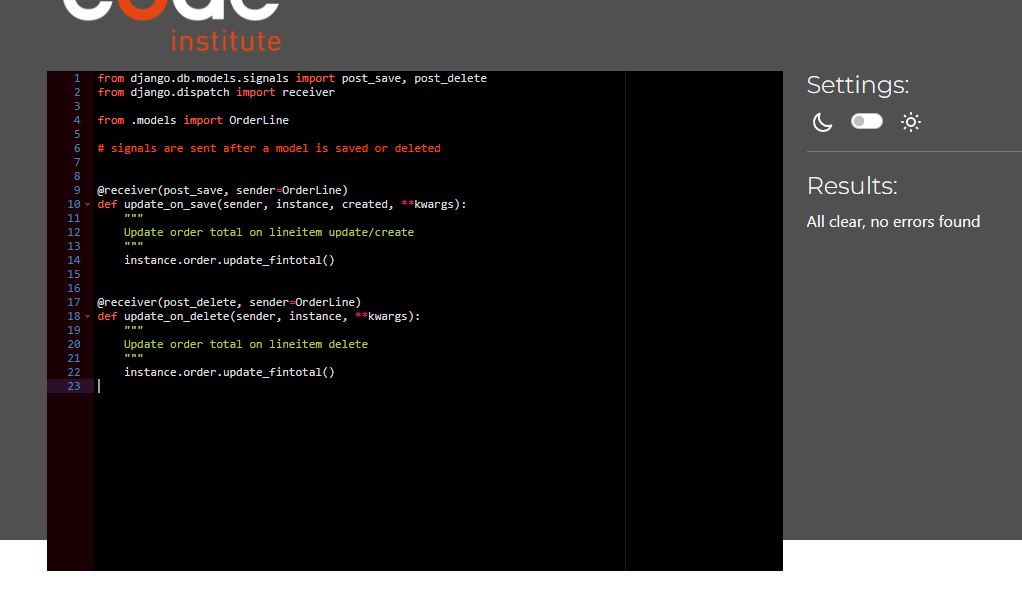 code
institute
1 from django.db.models.signals import post_save, post_delete
2 from django.dispatch import receiver
3
4 from .models import OrderLine
5
6 # signals are sent after a model is saved or deleted
7
8
9 @receiver(post_save, sender=OrderLine)
10 def update_on_save(sender, instance, created, **kwargs):
11     """
12     Update order total on lineitem update/create
13     """
14     instance.order.update_fintotal()
15
16
17 @receiver(post_delete, sender=OrderLine)
18 def update_on_delete(sender, instance, **kwargs):
19     """
20     Update order total on lineitem delete
21     """
22     instance.order.update_fintotal()
23
Settings:
Results:
All clear, no errors found